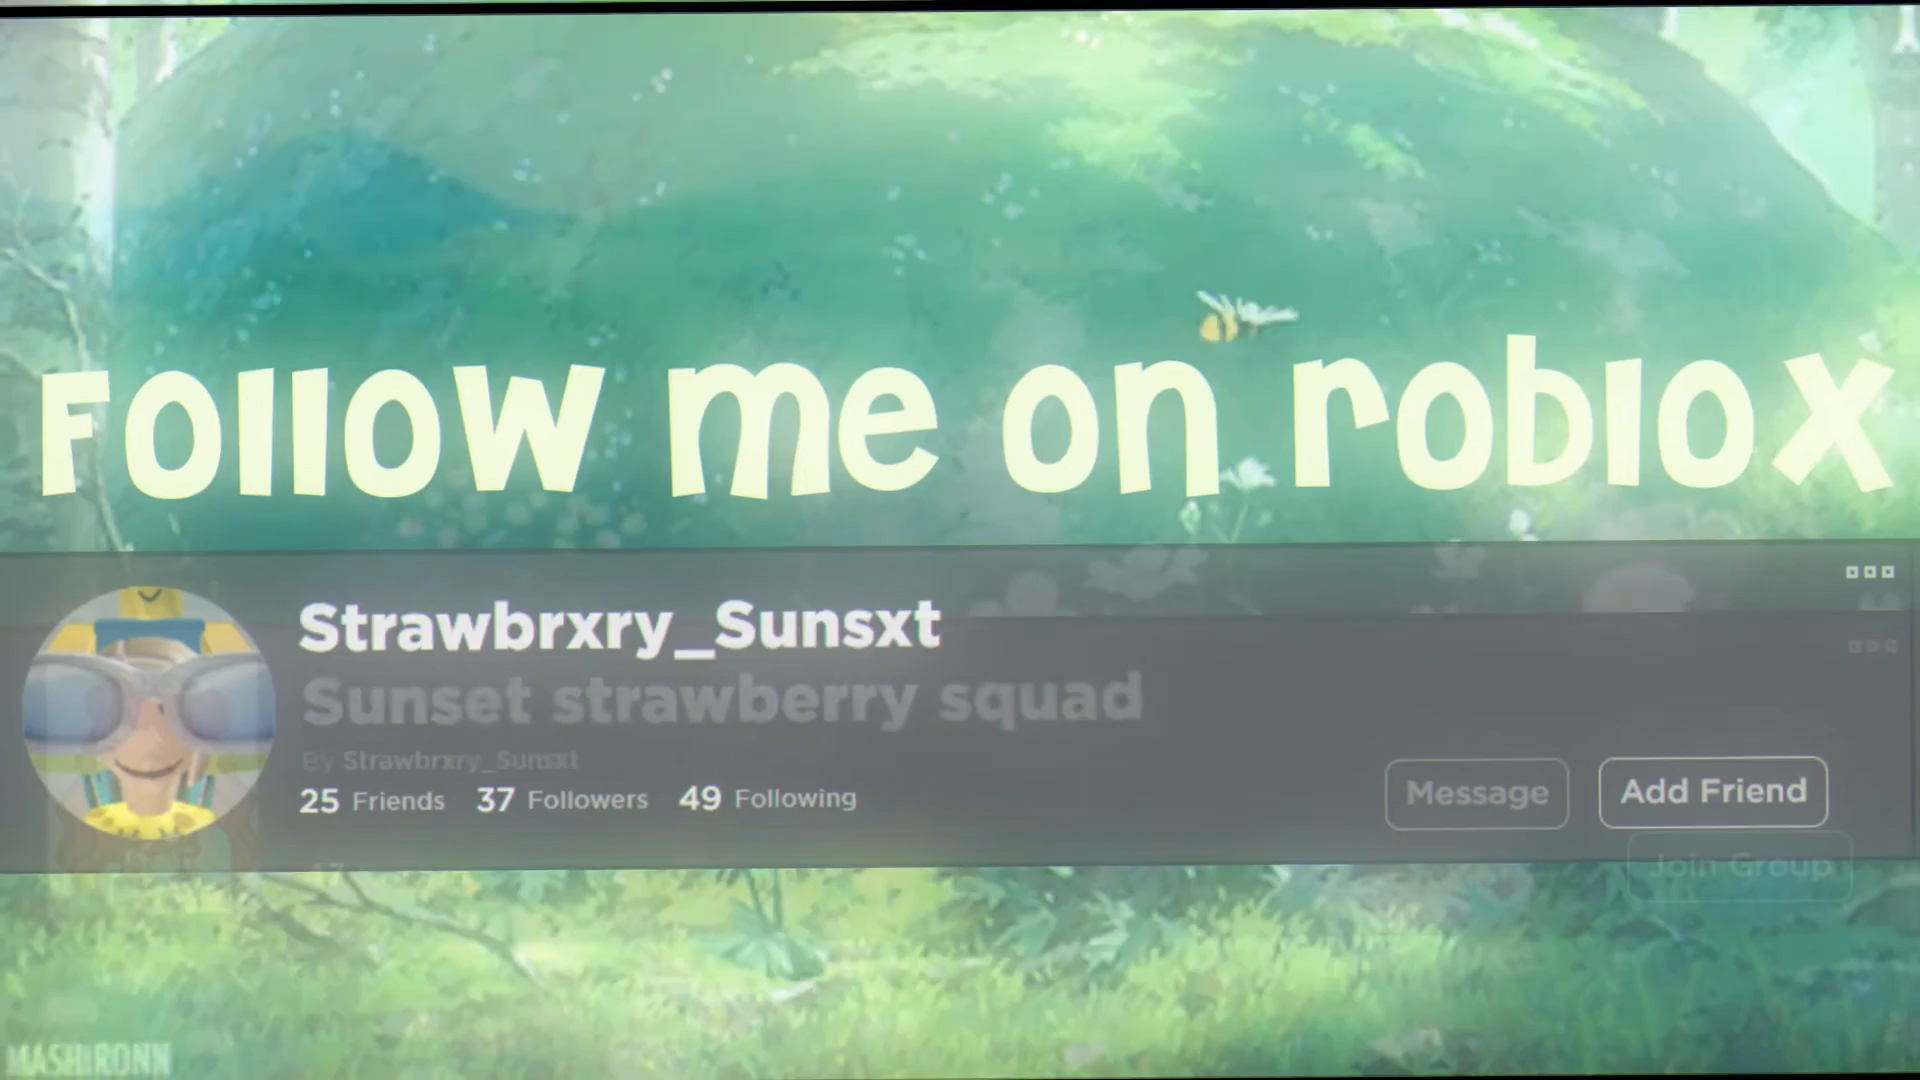 Follow me on roblox
Strawbrxry_Sunsxt
Sunset strawberry squad
By Strawbrxry_Sunsxt
25 Friends 37 Followers 49 Following
Message
Add Friend
Join Group